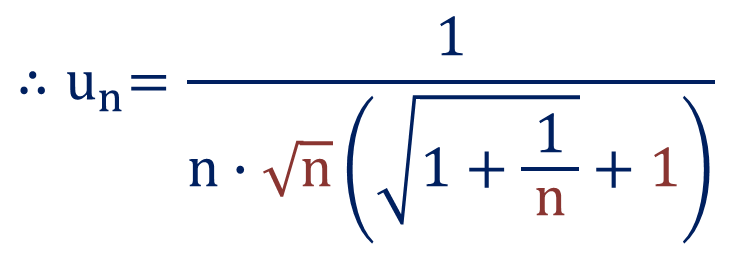 ∴ uₙ = 1 / (n · √n (√(1 + 1/n) + 1))